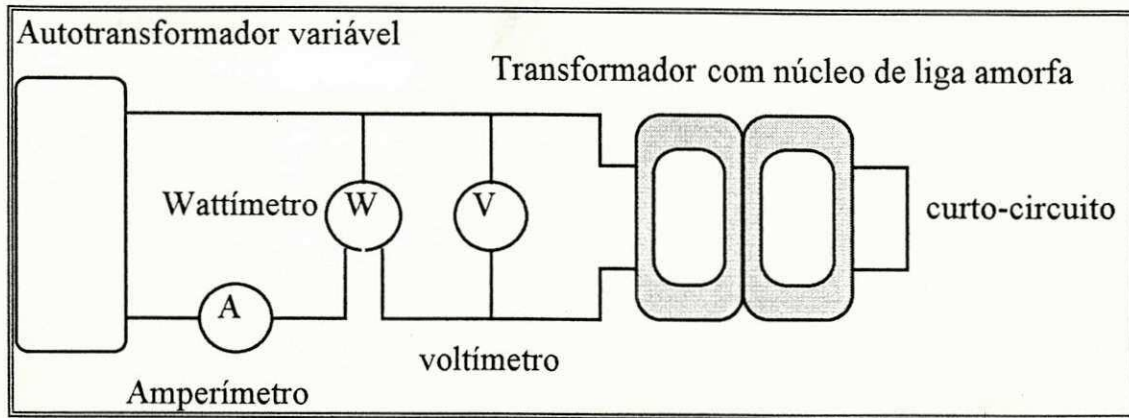 Autotransformador variável
Transformador com núcleo de liga amorfa
Wattímetro
W
V
curto-circuito
A
voltímetro
Amperímetro